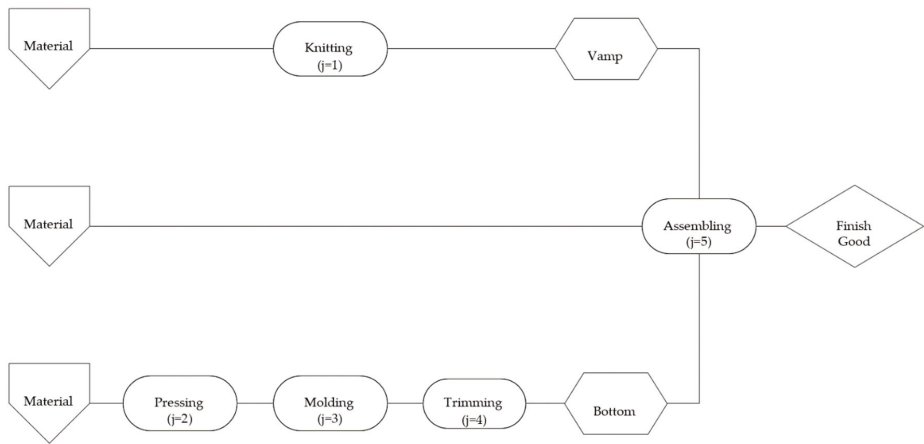 Material
Knitting
(j=1)
Vamp
Material
Assembling
(j=5)
Finish
Good
Material
Pressing
(j=2)
Molding
(j=3)
Trimming
(j=4)
Bottom